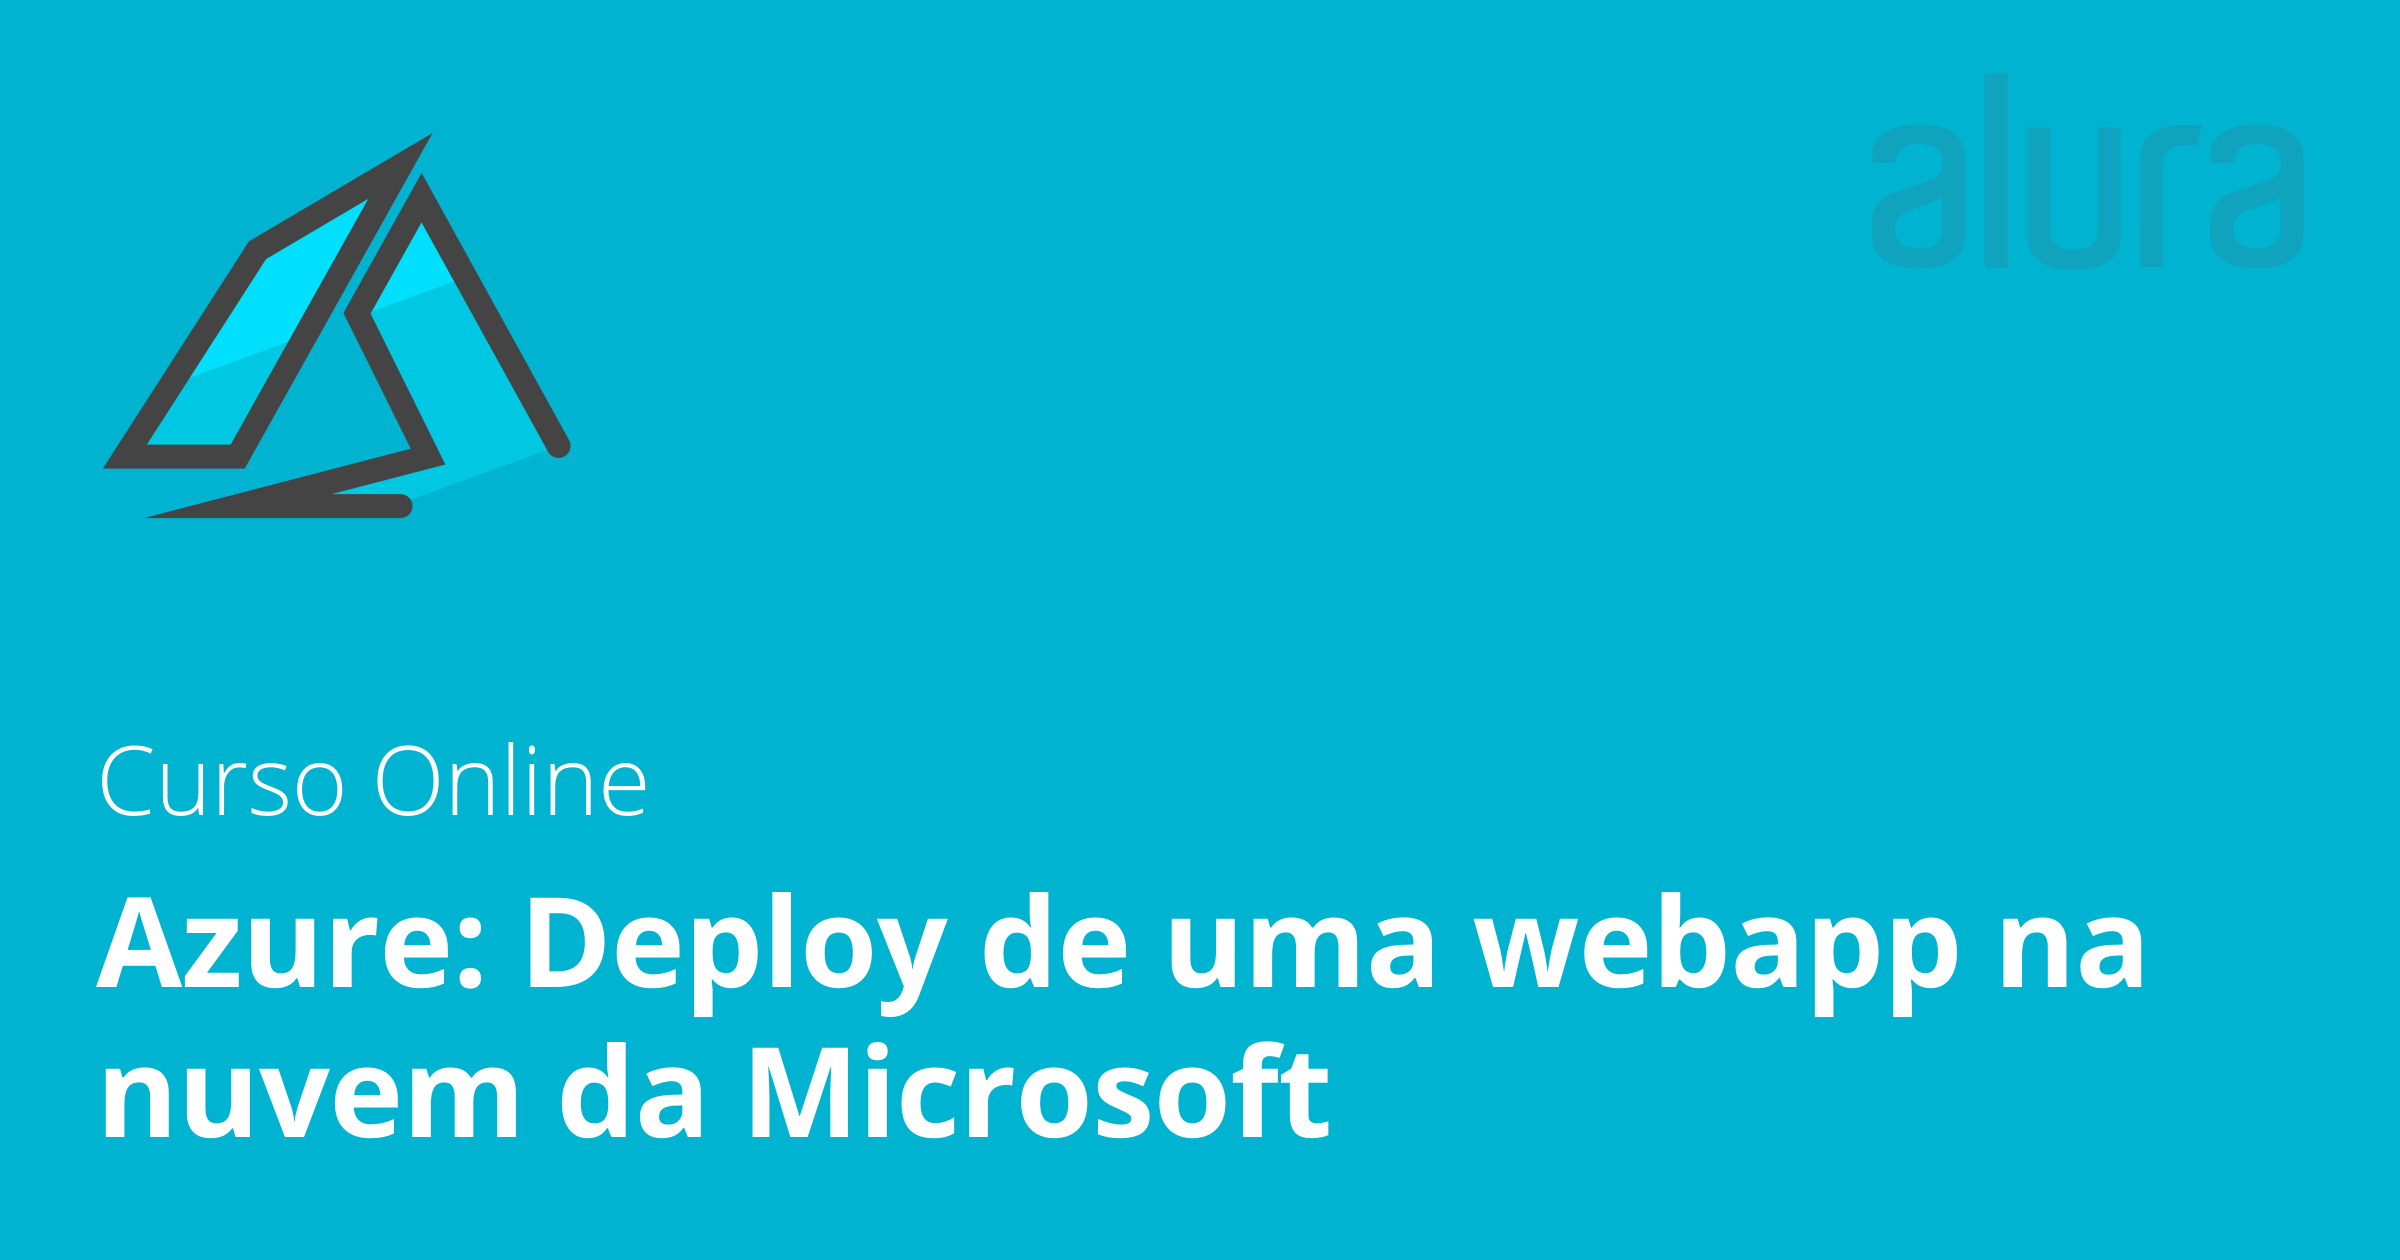 alura
Curso Online
Azure: Deploy de uma webapp na
nuvem da Microsoft